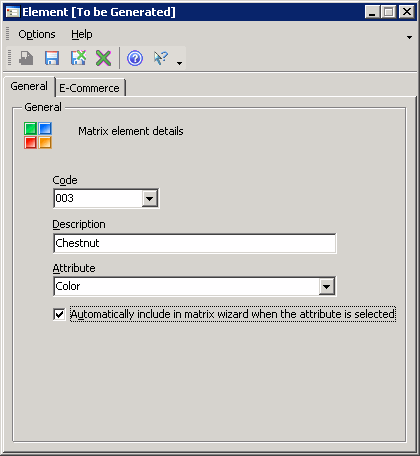 Element [To be Generated]
Options Help
General E-Commerce
General
Matrix element details
Code
003
Description
Chestnut
Attribute
Color
Automatically include in matrix wizard when the attribute is selected